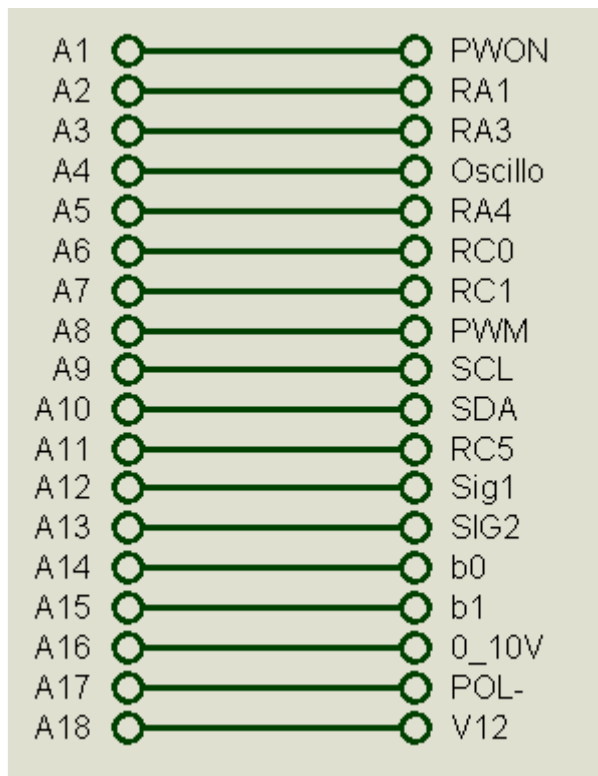 A1 PWON
A2 RA1
A3 RA3
A4 Oscillo
A5 RA4
A6 RC0
A7 RC1
A8 PWM
A9 SCL
A10 SDA
A11 RC5
A12 Sig1
A13 SIG2
A14 b0
A15 b1
A16 0_10V
A17 POL-
A18 V12